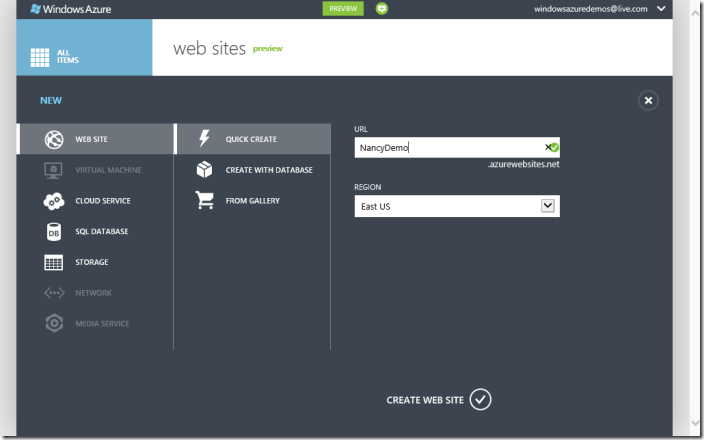 Windows Azure
PREVIEW
windowsazuredemos@live.com
ALL
ITEMS
web sites preview
NEW
WEB SITE
VIRTUAL MACHINE
CLOUD SERVICE
DB
SQL DATABASE
STORAGE
NETWORK
MEDIA SERVICE
QUICK CREATE
CREATE WITH DATABASE
FROM GALLERY
URL
NancyDemo
.azurewebsites.net
REGION
East US
CREATE WEB SITE